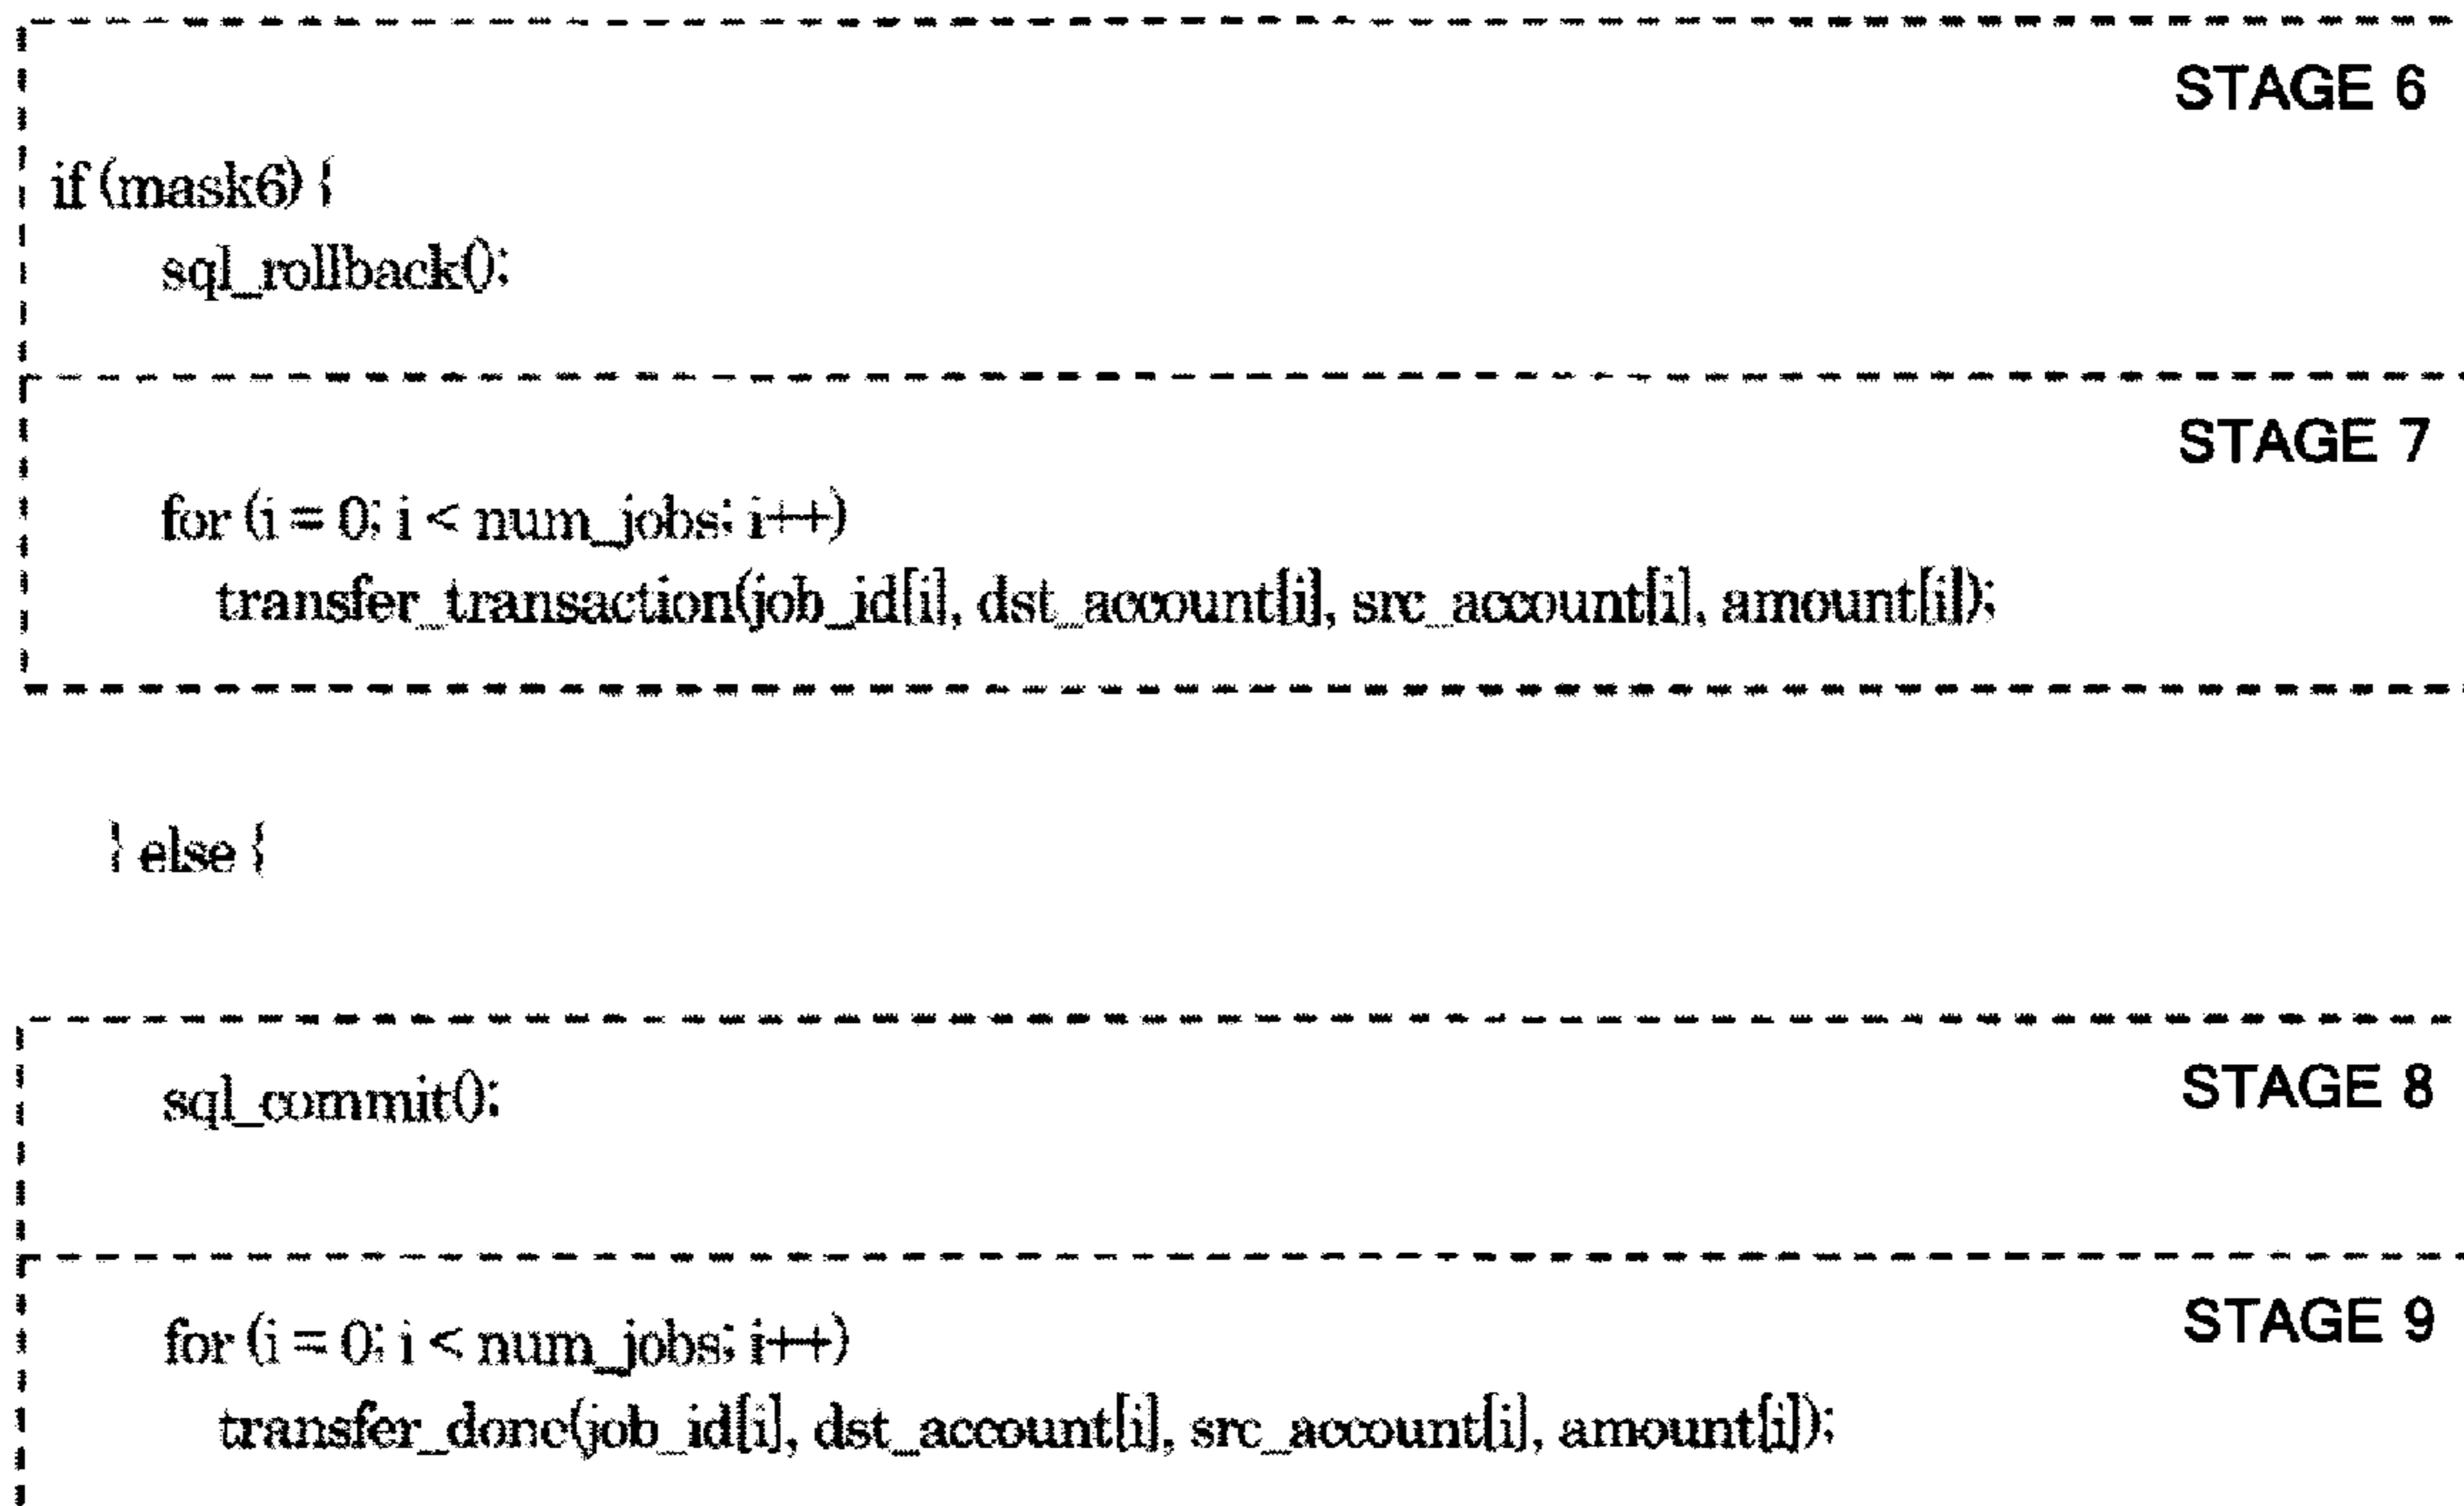 STAGE 6
if (mask6) {
sql_rollback();
STAGE 7
for (i = 0; i < num_jobs; i++)
transfer_transaction(job_id[i], dst_account[i], src_account[i], amount[i]);
} else {
sql_commit();
STAGE 8
for (i = 0; i < num_jobs; i++)
STAGE 9
transfer_done(job_id[i], dst_account[i], src_account[i], amount[i]);